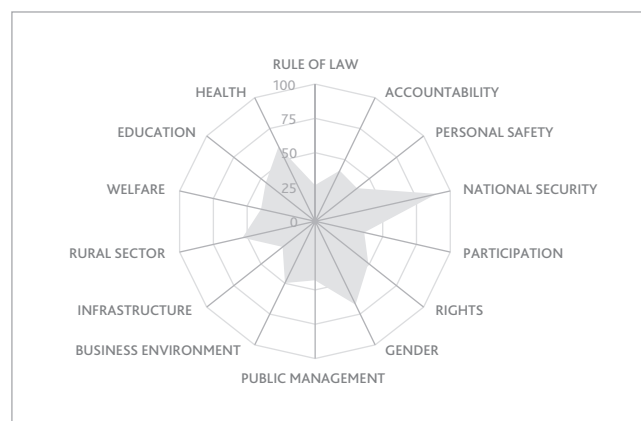 RULE OF LAW
100
HEALTH
ACCOUNTABILITY
75
EDUCATION
PERSONAL SAFETY
50
WELFARE
25
NATIONAL SECURITY
0
RURAL SECTOR
PARTICIPATION
INFRASTRUCTURE
RIGHTS
BUSINESS ENVIRONMENT
GENDER
PUBLIC MANAGEMENT